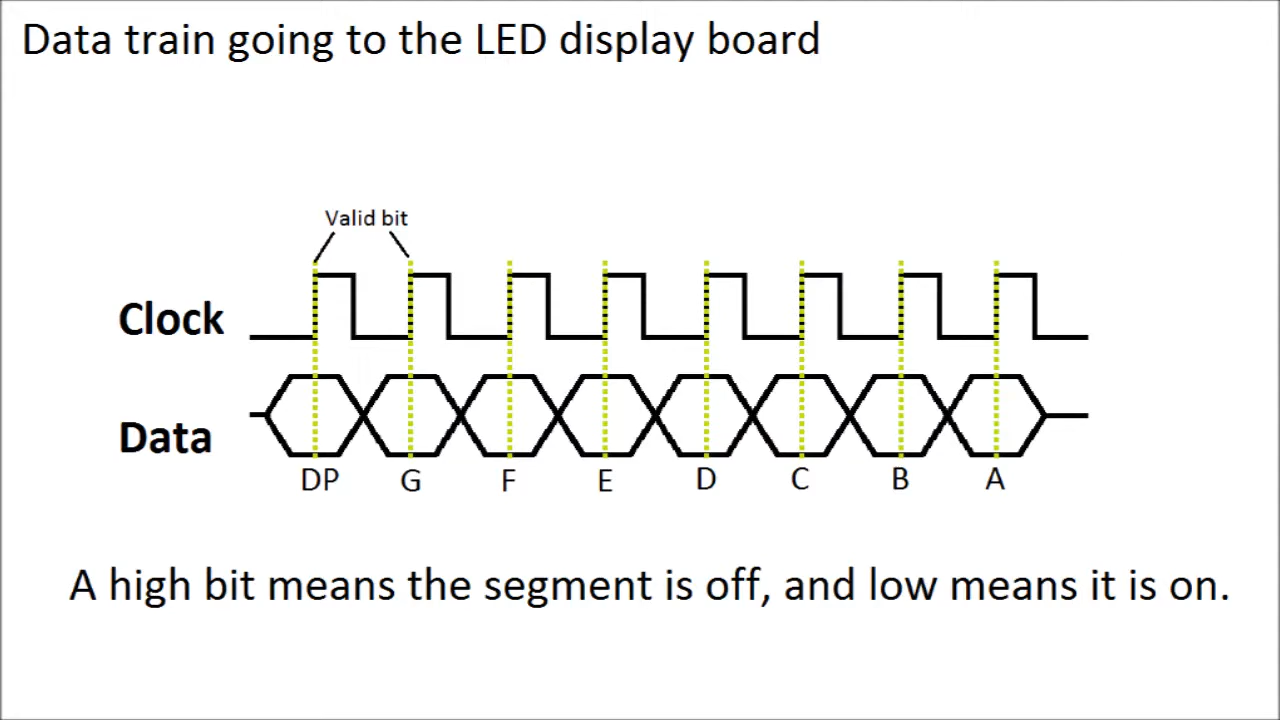 Data train going to the LED display board
Valid bit
Clock
Data
DP G F E D C B A
A high bit means the segment is off, and low means it is on.